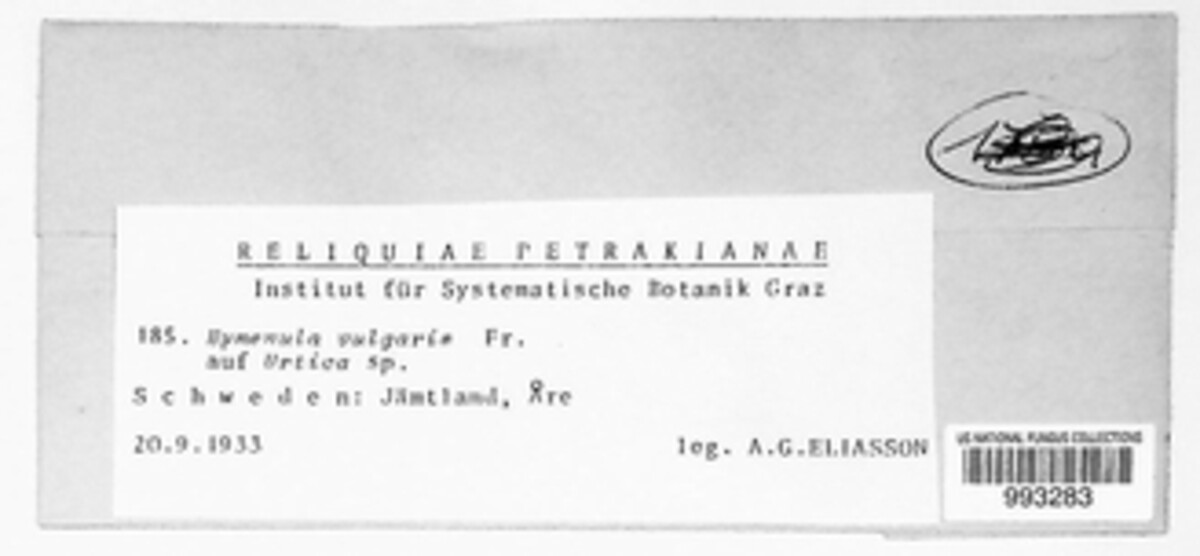 RELIQUIAE PETRAKIANAE
Institut für Systematische Botanik Graz
185. Hymenula vulgaris Fr.
auf Urtica sp.
Schweden: Jämtland, Åre
20.9.1933 leg. A.G.ELIASSON
US NATIONAL FUNGUS COLLECTIONS
993283